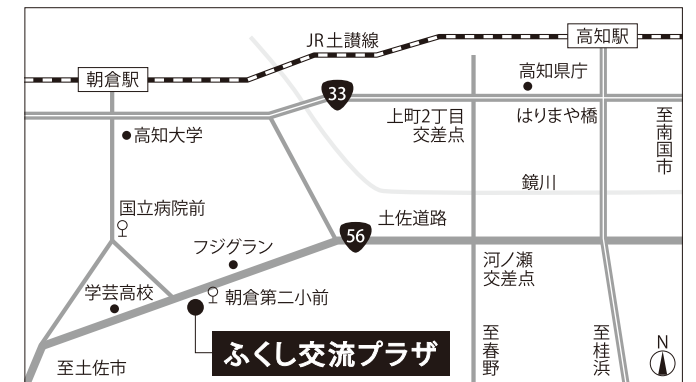 JR土讃線
高知駅
朝倉駅
33
高知県庁
上町2丁目
交差点
はりまや橋
至南国市
高知大学
鏡川
国立病院前
土佐道路
56
フジグラン
河ノ瀬
交差点
学芸高校
朝倉第二小前
ふくし交流プラザ
至春野
至桂浜
N
至土佐市